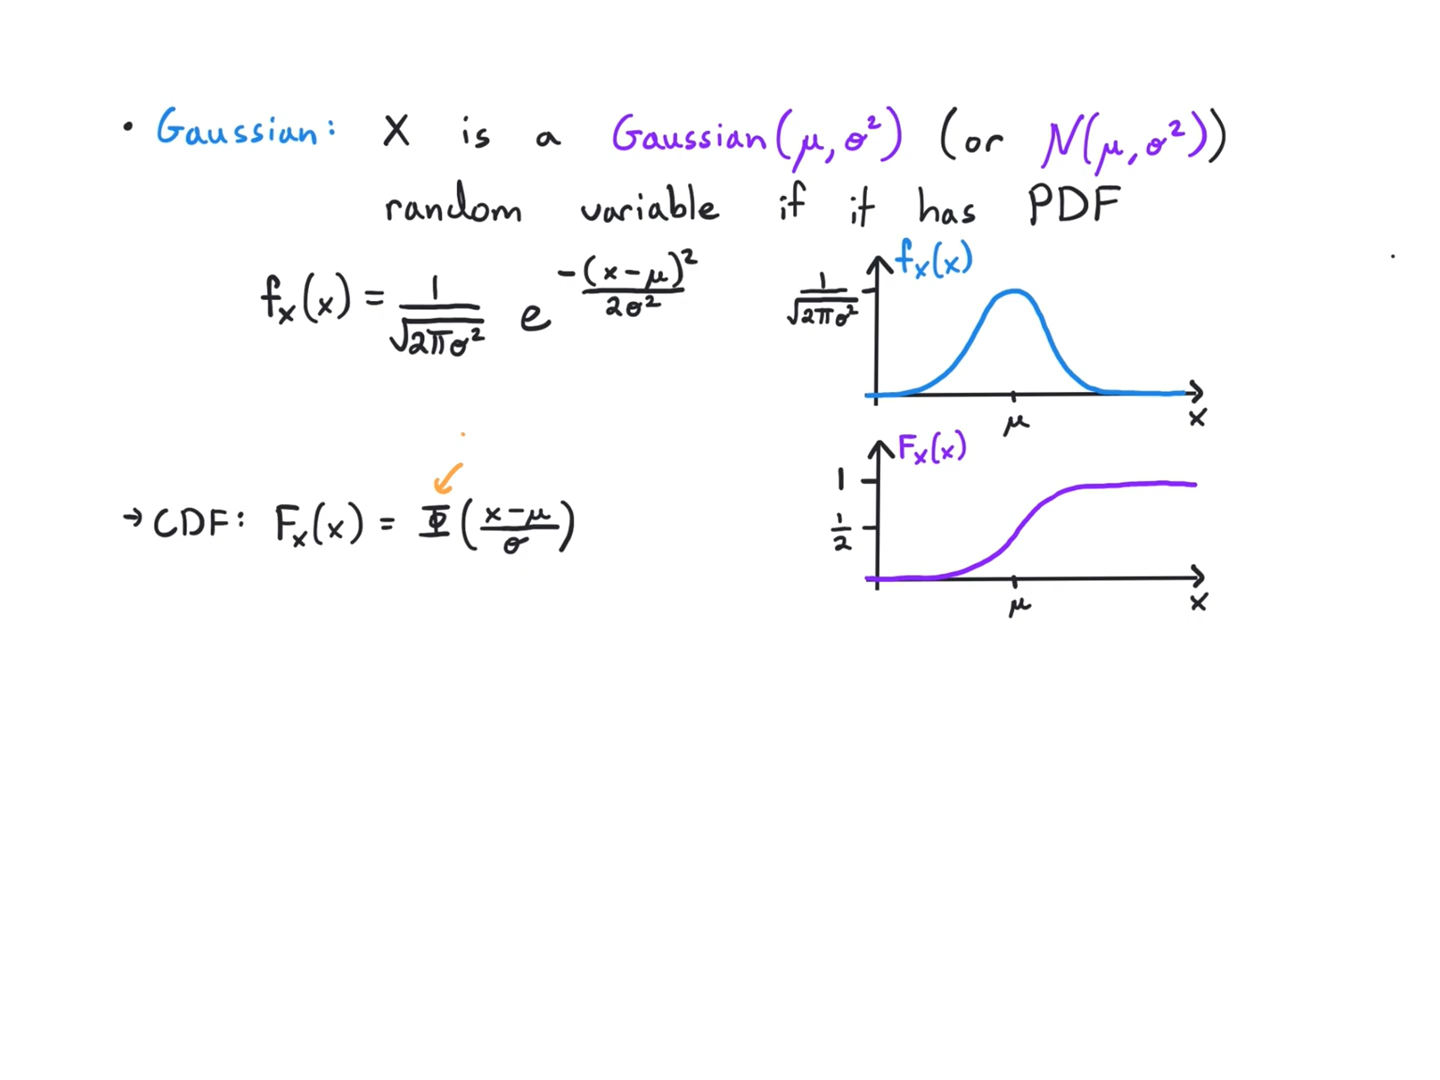 • Gaussian: X is a Gaussian(μ, σ²) (or N(μ, σ²))
random variable if it has PDF
fₓ(x) = 1/√(2πσ²) e^(-(x-μ)²/(2σ²))
fₓ(x)
1/√(2πσ²)
μ
x
→ CDF: Fₓ(x) = Φ((x-μ)/σ)
Fₓ(x)
1
1/2
μ
x